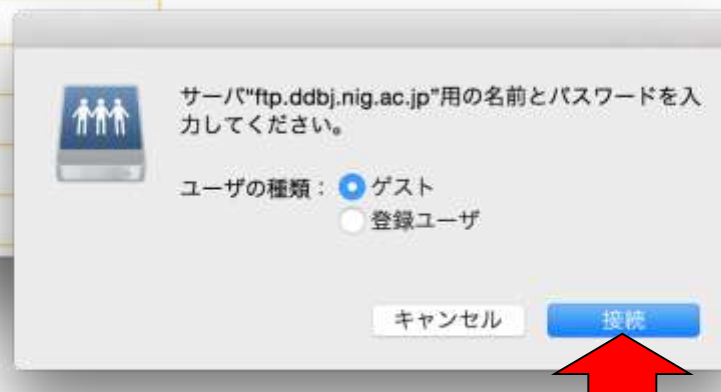 サーバ"ftp.ddbj.nig.ac.jp"用の名前とパスワードを入
力してください。
ユーザの種類： ゲスト
登録ユーザ
キャンセル 接続